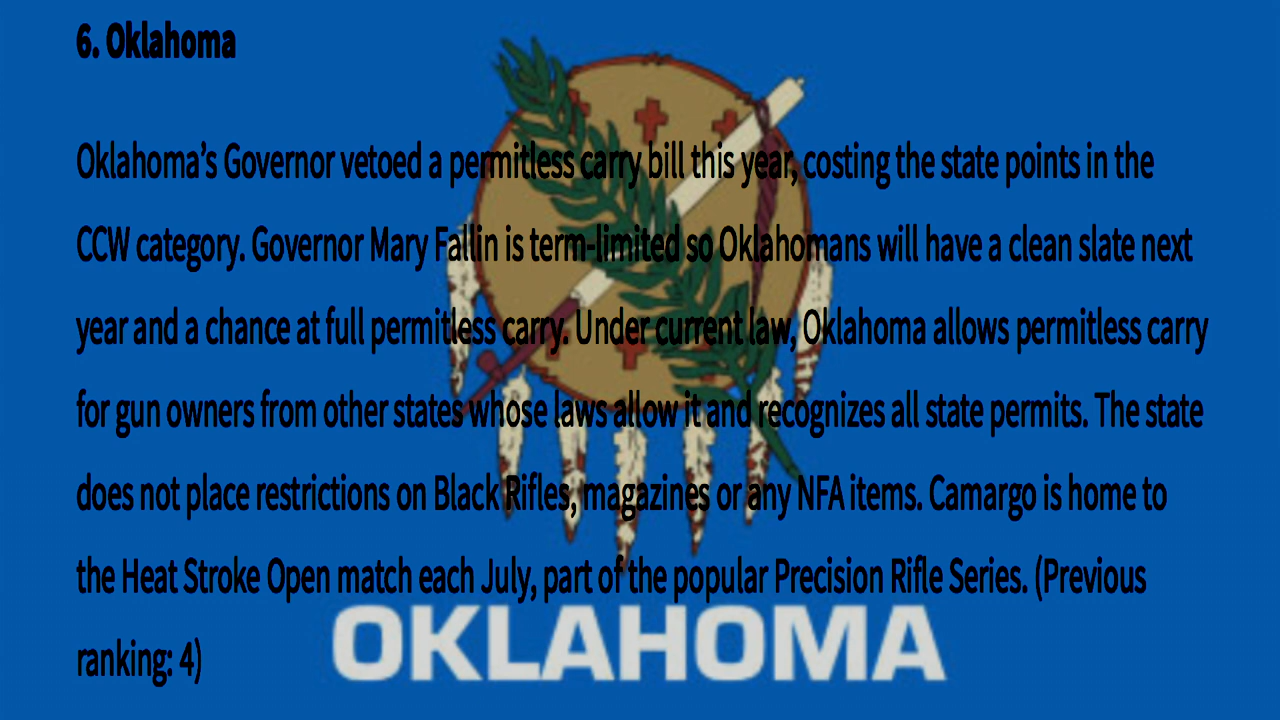 6. Oklahoma
Oklahoma’s Governor vetoed a permitless carry bill this year, costing the state points in the
CCW category. Governor Mary Fallin is term-limited so Oklahomans will have a clean slate next
year and a chance at full permitless carry. Under current law, Oklahoma allows permitless carry
for gun owners from other states whose laws allow it and recognizes all state permits. The state
does not place restrictions on Black Rifles, magazines or any NFA items. Camargo is home to
the Heat Stroke Open match each July, part of the popular Precision Rifle Series. (Previous
ranking: 4)
OKLAHOMA